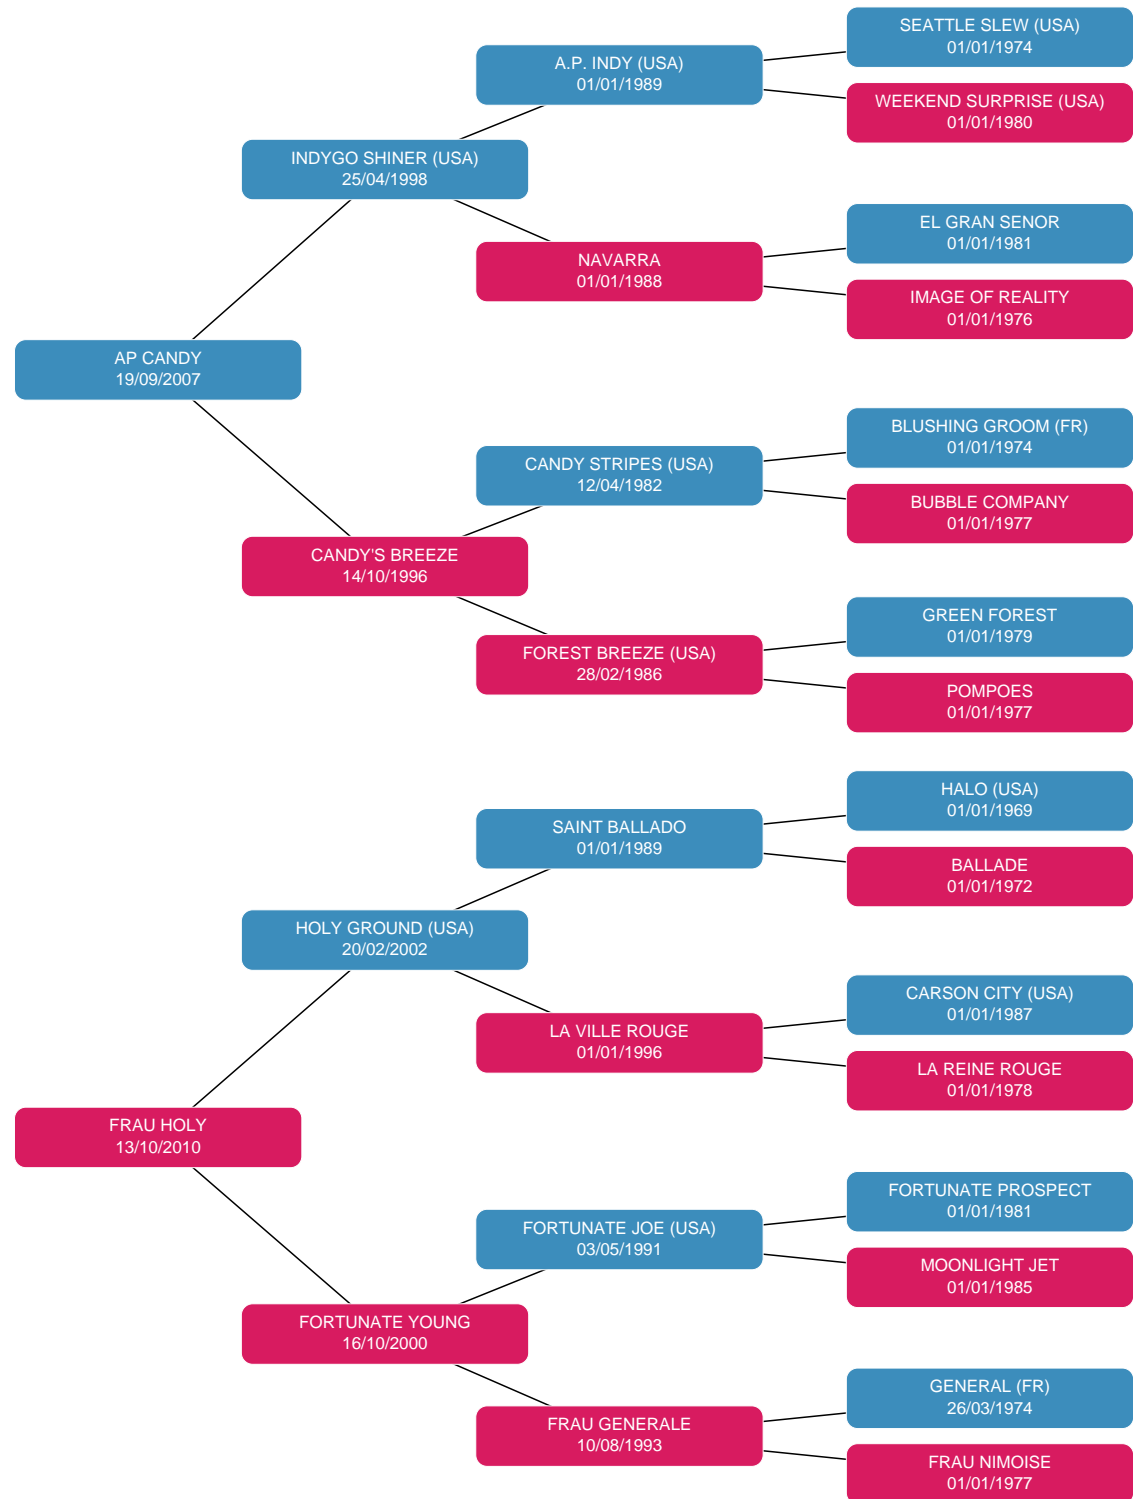 SEATTLE SLEW (USA)
01/01/1974
A.P. INDY (USA)
01/01/1989
WEEKEND SURPRISE (USA)
01/01/1980
INDYGO SHINER (USA)
25/04/1998
EL GRAN SENOR
01/01/1981
NAVARRA
01/01/1988
IMAGE OF REALITY
01/01/1976
AP CANDY
19/09/2007
BLUSHING GROOM (FR)
01/01/1974
CANDY STRIPES (USA)
12/04/1982
BUBBLE COMPANY
01/01/1977
CANDY'S BREEZE
14/10/1996
GREEN FOREST
01/01/1979
FOREST BREEZE (USA)
28/02/1986
POMPOES
01/01/1977
HALO (USA)
01/01/1969
SAINT BALLADO
01/01/1989
BALLADE
01/01/1972
HOLY GROUND (USA)
20/02/2002
CARSON CITY (USA)
01/01/1987
LA VILLE ROUGE
01/01/1996
LA REINE ROUGE
01/01/1978
FRAU HOLY
13/10/2010
FORTUNATE PROSPECT
01/01/1981
FORTUNATE JOE (USA)
03/05/1991
MOONLIGHT JET
01/01/1985
FORTUNATE YOUNG
16/10/2000
GENERAL (FR)
26/03/1974
FRAU GENERALE
10/08/1993
FRAU NIMOISE
01/01/1977